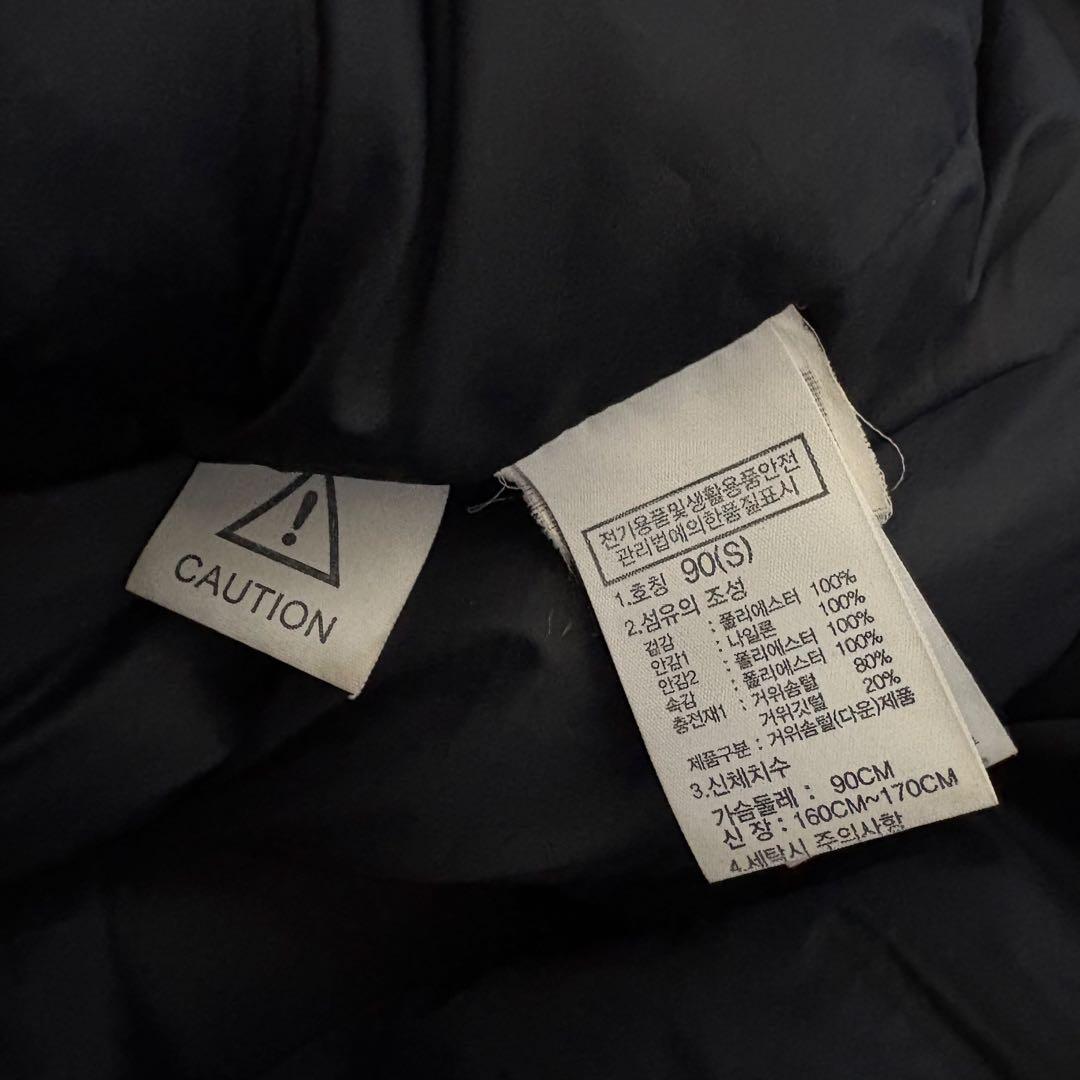 CAUTION
전기용품및생활용품안전
관리법에의한품질표시
1.호칭 90(S)
2.섬유의 조성
겉감 : 폴리에스터 100%
안감1 : 나일론 100%
안감2 : 폴리에스터 100%
속감 : 폴리에스터 100%
충전재1 : 거위솜털 80%
거위깃털 20%
제품구분 : 거위솜털(다운)제품
3.신체치수
가슴둘레 : 90CM
신 장 : 160CM~170CM
4.세탁시 주의사항